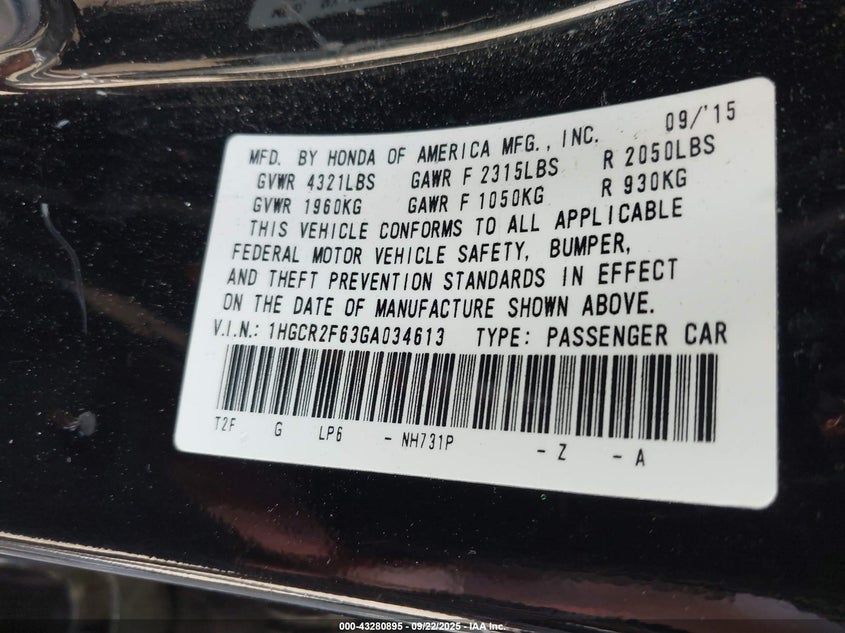 09/'15
MFD. BY HONDA OF AMERICA MFG., INC.
GVWR 4321LBS GAWR F 2315LBS R 2050LBS
GVWR 1960KG GAWR F 1050KG R 930KG
THIS VEHICLE CONFORMS TO ALL APPLICABLE
FEDERAL MOTOR VEHICLE SAFETY, BUMPER,
AND THEFT PREVENTION STANDARDS IN EFFECT
ON THE DATE OF MANUFACTURE SHOWN ABOVE.
V.I.N.: 1HGCR2F63GA034613 TYPE: PASSENGER CAR
T2F G LP6 - NH731P - Z - A
000-43280895 - 09/22/2025 - IAA Inc.